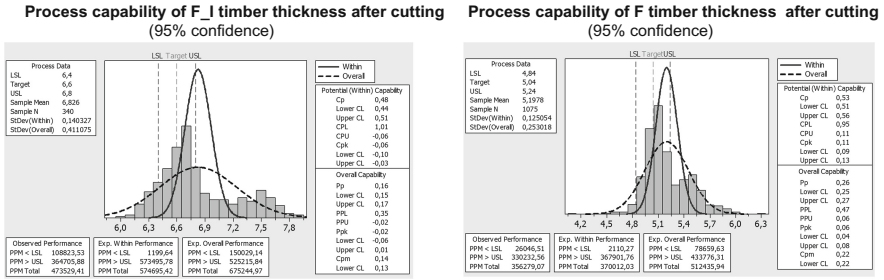 Process capability of F_I timber thickness after cutting
(95% confidence)
LSL Target USL
Process Data
LSL 6,4
Target 6,6
USL 6,8
Sample Mean 6,826
Sample N 340
StDev(Within) 0,140327
StDev(Overall) 0,411075
Within
Overall
Potential (Within) Capability
Cp 0,48
Lower CL 0,44
Upper CL 0,51
CPL 1,01
CPU -0,06
Cpk -0,06
Lower CL -0,10
Upper CL -0,03
Overall Capability
Pp 0,16
Lower CL 0,15
Upper CL 0,17
PPL 0,35
PPU -0,02
Ppk -0,02
Lower CL -0,06
Upper CL 0,01
Cpm 0,14
Lower CL 0,13
6,0 6,3 6,6 6,9 7,2 7,5 7,8
Observed Performance
PPM < LSL 108823,53
PPM > USL 364705,88
PPM Total 473529,41
Exp. Within Performance
PPM < LSL 1199,64
PPM > USL 573495,78
PPM Total 574695,42
Exp. Overall Performance
PPM < LSL 150029,14
PPM > USL 525215,84
PPM Total 675244,97
Process capability of F timber thickness after cutting
(95% confidence)
LSL Target USL
Process Data
LSL 4,84
Target 5,04
USL 5,24
Sample Mean 5,1978
Sample N 1075
StDev(Within) 0,125054
StDev(Overall) 0,253018
Within
Overall
Potential (Within) Capability
Cp 0,53
Lower CL 0,51
Upper CL 0,56
CPL 0,95
CPU 0,11
Cpk 0,11
Lower CL 0,09
Upper CL 0,13
Overall Capability
Pp 0,26
Lower CL 0,25
Upper CL 0,27
PPL 0,47
PPU 0,06
Ppk 0,06
Lower CL 0,04
Upper CL 0,08
Cpm 0,22
Lower CL 0,22
4,2 4,5 4,8 5,1 5,4 5,7 6,0 6,3
Observed Performance
PPM < LSL 26046,51
PPM > USL 330232,56
PPM Total 356279,07
Exp. Within Performance
PPM < LSL 2110,27
PPM > USL 367901,76
PPM Total 370012,03
Exp. Overall Performance
PPM < LSL 78659,63
PPM > USL 433776,31
PPM Total 512435,94